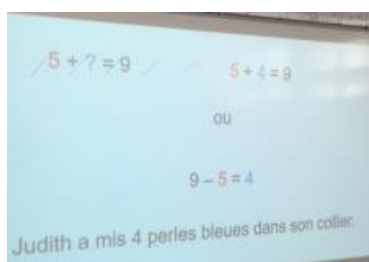 5 + ? = 9
5 + 4 = 9
ou
9 – 5 = 4
Judith a mis 4 perles bleues dans son collier.